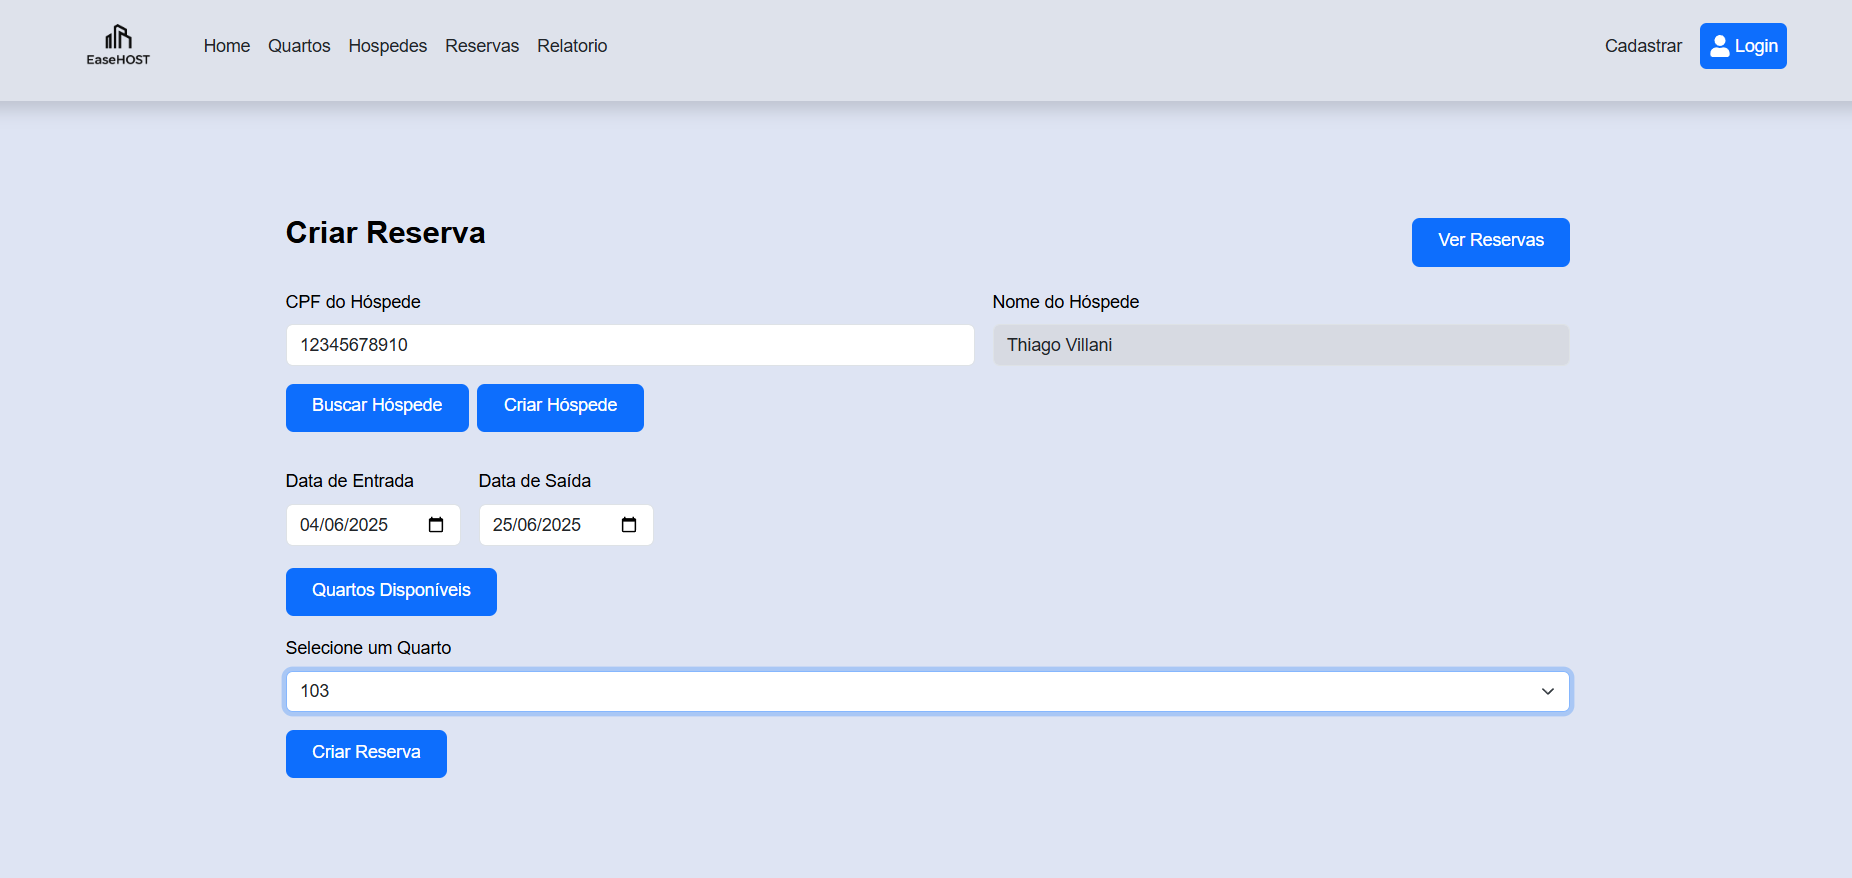 EaseHOST
Home Quartos Hospedes Reservas Relatorio
Cadastrar Login
Criar Reserva
Ver Reservas
CPF do Hóspede
Nome do Hóspede
12345678910
Thiago Villani
Buscar Hóspede Criar Hóspede
Data de Entrada Data de Saída
04/06/2025 25/06/2025
Quartos Disponíveis
Selecione um Quarto
103
Criar Reserva